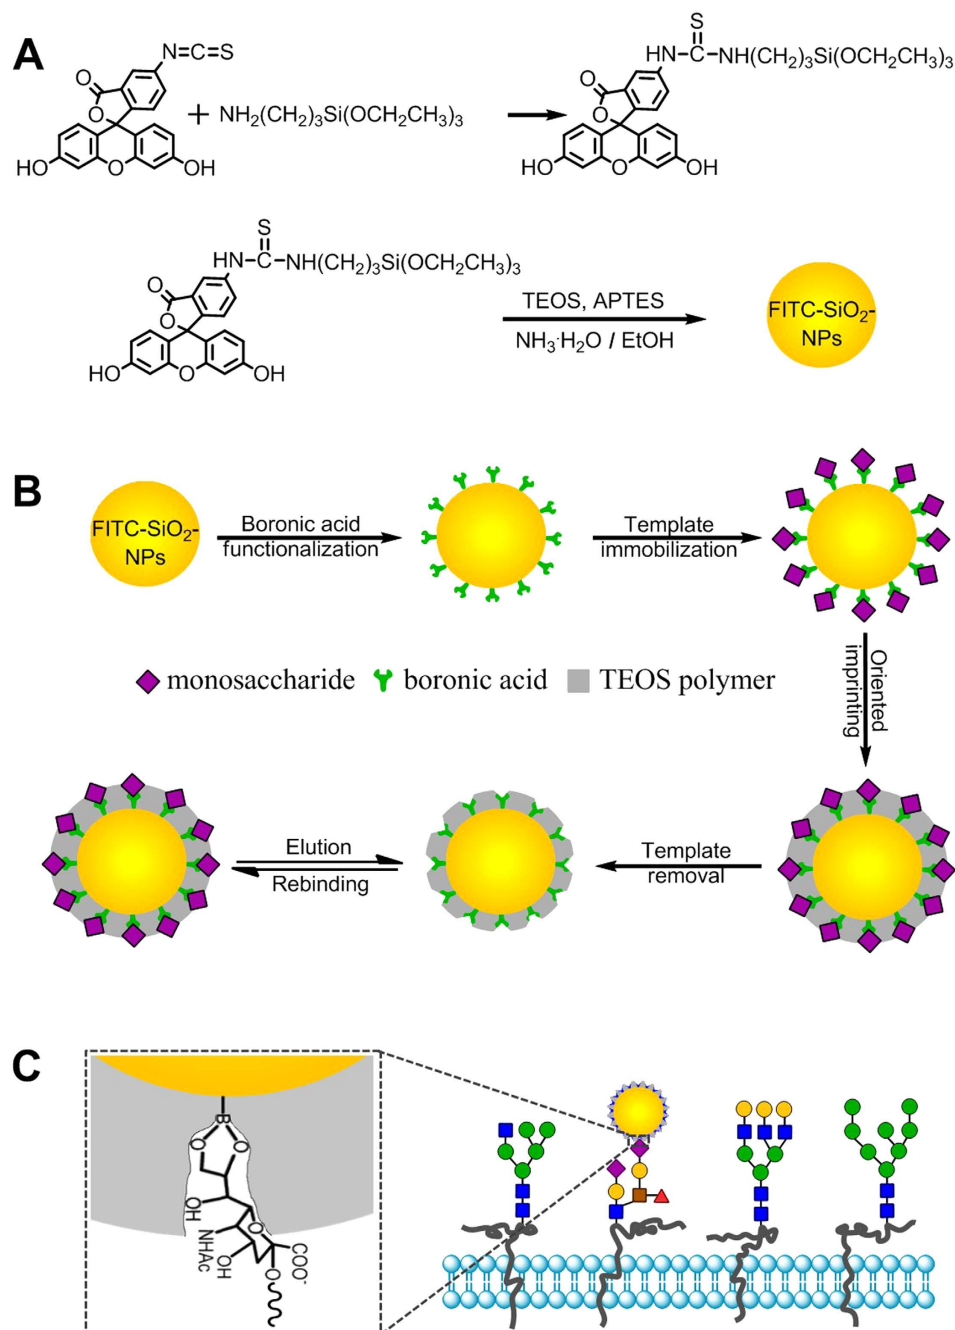 A
N=C=S
O
O
HO
O
OH
+
NH₂(CH₂)₃Si(OCH₂CH₃)₃
S
HN—C—NH(CH₂)₃Si(OCH₂CH₃)₃
O
O
HO
O
OH
S
HN—C—NH(CH₂)₃Si(OCH₂CH₃)₃
O
O
HO
O
OH
TEOS, APTES
NH₃·H₂O / EtOH
FITC-SiO₂-
NPs
B
FITC-SiO₂-
NPs
Boronic acid
functionalization
Template
immobilization
Oriented
imprinting
monosaccharide
boronic acid
TEOS polymer
Elution
Rebinding
Template
removal
C
B
O
O
OH
NHAc
OH
O
COO⁻
O